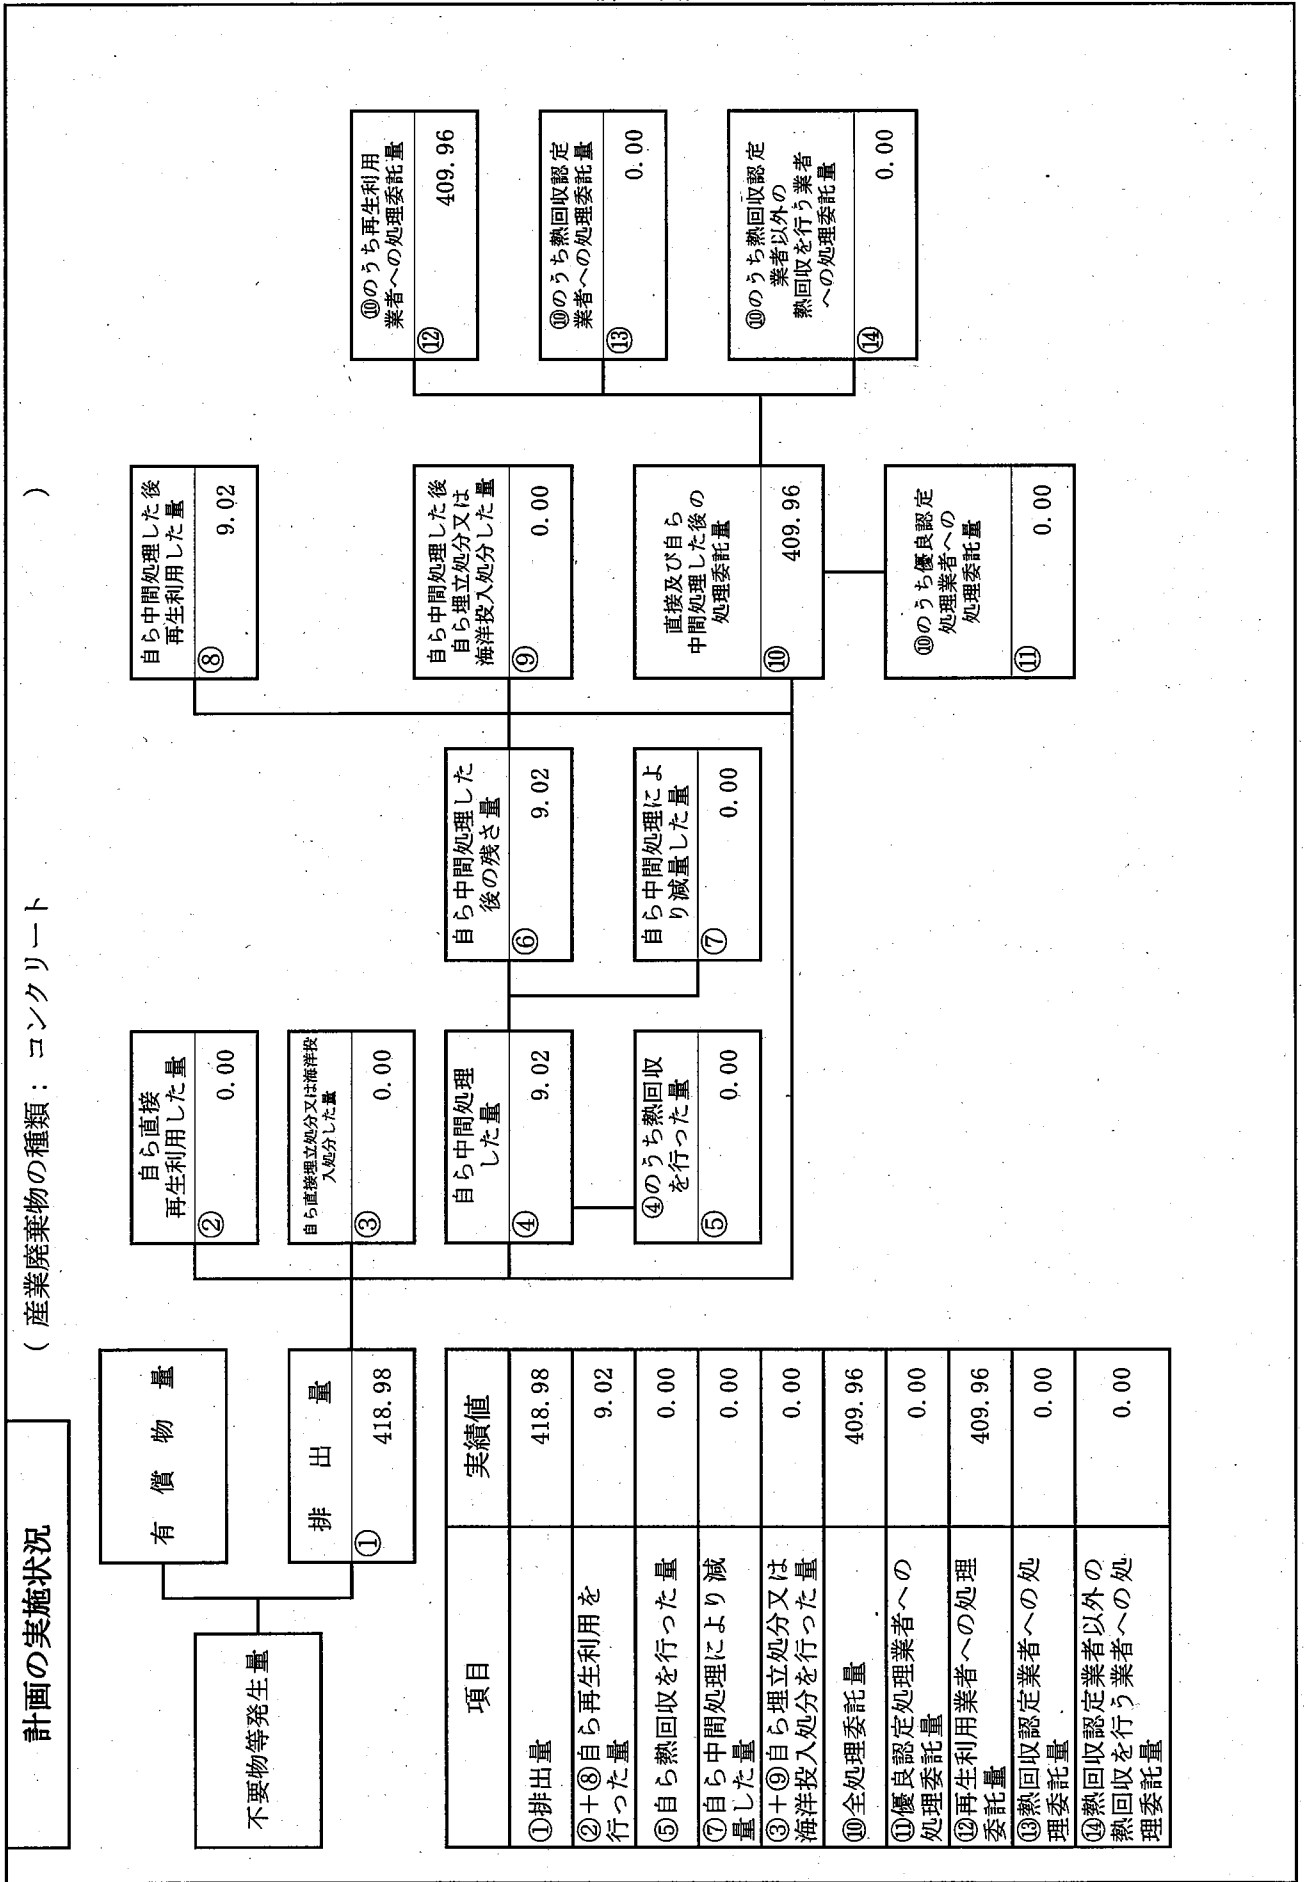 計画の実施状況
（ 産業廃棄物の種類 ： コンクリート ）
不要物等発生量
有 償 物 量
排 出 量
① 418.98
自ら直接
再生利用した量
② 0.00
自ら直接埋立処分又は海洋投
入処分した量
③ 0.00
自ら中間処理
した量
④ 9.02
④のうち熱回収
を行った量
⑤ 0.00
自ら中間処理した
後の残さ量
⑥ 9.02
自ら中間処理によ
り減量した量
⑦ 0.00
自ら中間処理した後
再生利用した量
⑧ 9.02
自ら中間処理した後
自ら埋立処分又は
海洋投入処分した量
⑨ 0.00
直接及び自ら
中間処理した後の
処理委託量
⑩ 409.96
⑩のうち優良認定
処理業者への
処理委託量
⑪ 0.00
⑩のうち再生利用
業者への処理委託量
⑫ 409.96
⑩のうち熱回収認定
業者への処理委託量
⑬ 0.00
⑩のうち熱回収認定
業者以外の
熱回収を行う業者
への処理委託量
⑭ 0.00
項目 実績値
①排出量 418.98
②＋⑧自ら再生利用を
行った量 9.02
⑤自ら熱回収を行った量 0.00
⑦自ら中間処理により減
量した量 0.00
③＋⑨自ら埋立処分又は
海洋投入処分を行った量 0.00
⑩全処理委託量 409.96
⑪優良認定処理業者への
処理委託量 0.00
⑫再生利用業者への処理
委託量 409.96
⑬熱回収認定業者への処
理委託量 0.00
⑭熱回収認定業者以外の
熱回収を行う業者への処
理委託量 0.00